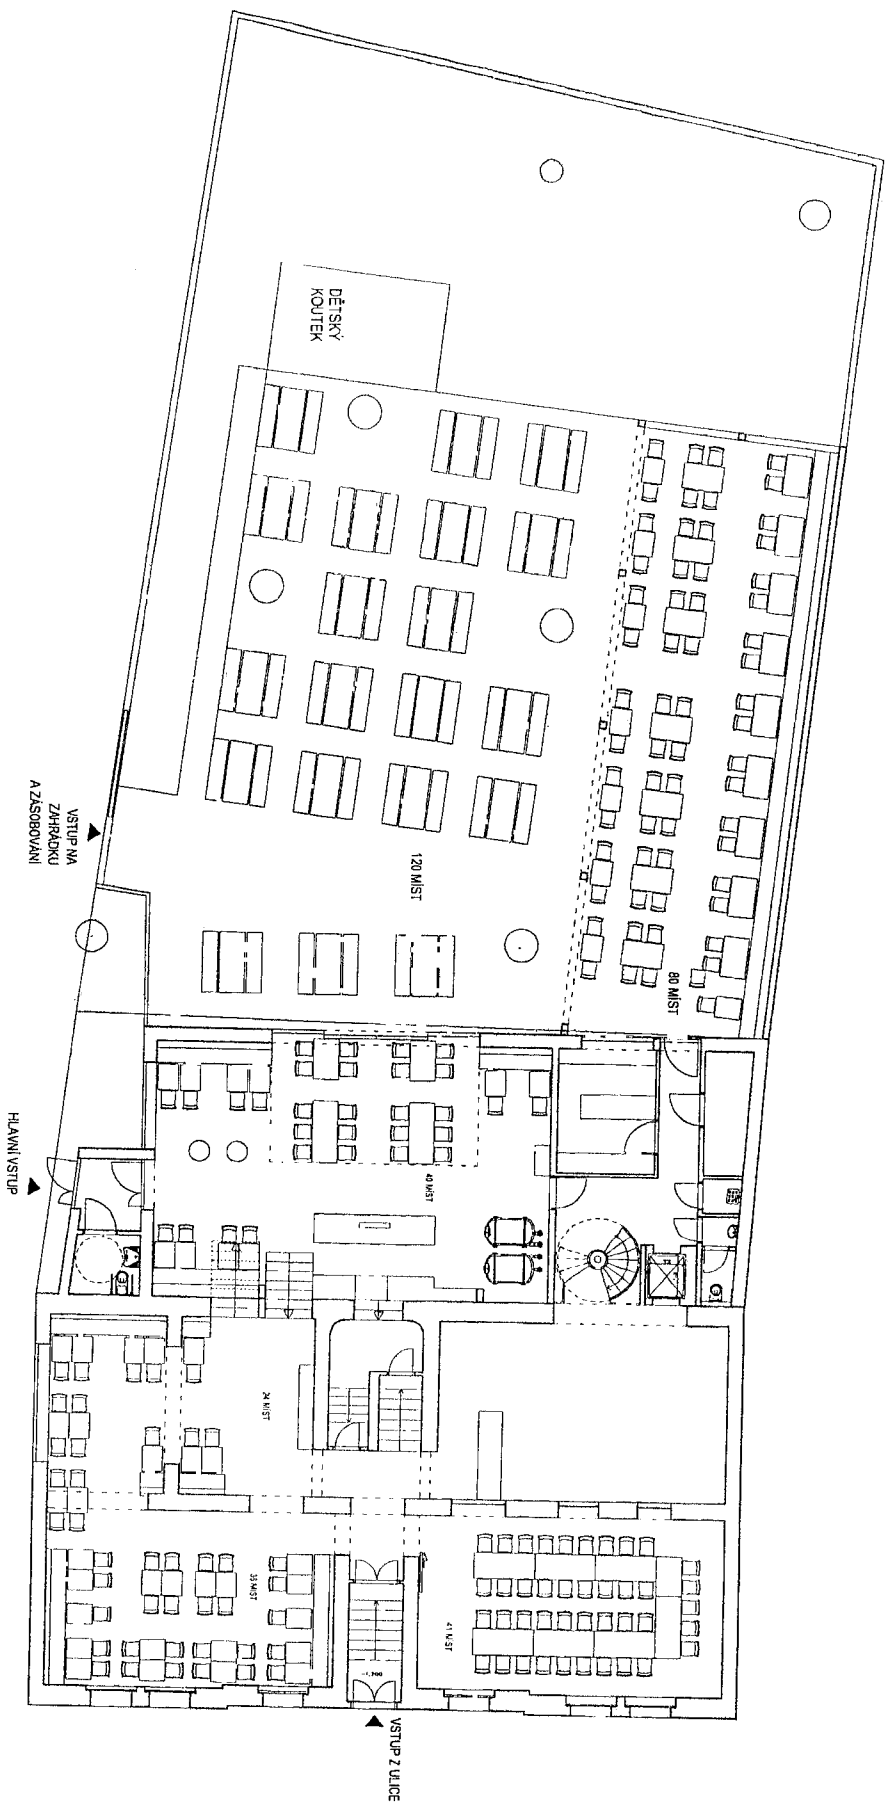 DĚTSKÝ
KOUTEK
VSTUP NA
ZAHRÁDKU
A ZÁSOBOVÁNÍ
120 MÍST
80 MÍST
HLAVNÍ VSTUP
40 MÍST
24 MÍST
35 MÍST
41 MÍST
VSTUP Z ULICE